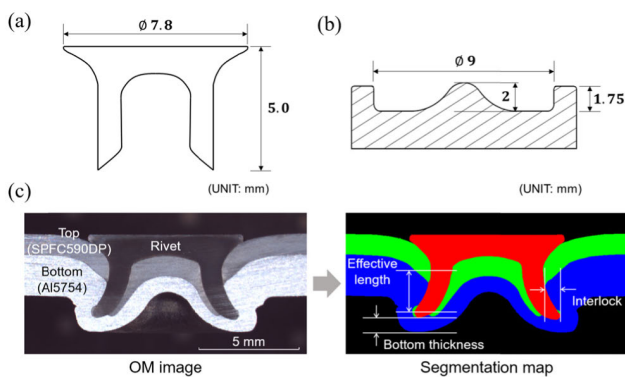 (a)
Ø 7.8
5.0
(UNIT: mm)
(b)
Ø 9
2
1.75
(UNIT: mm)
(c)
Top
(SPFC590DP)
Rivet
Bottom
(Al5754)
5 mm
OM image
Effective
length
Interlock
Bottom thickness
Segmentation map